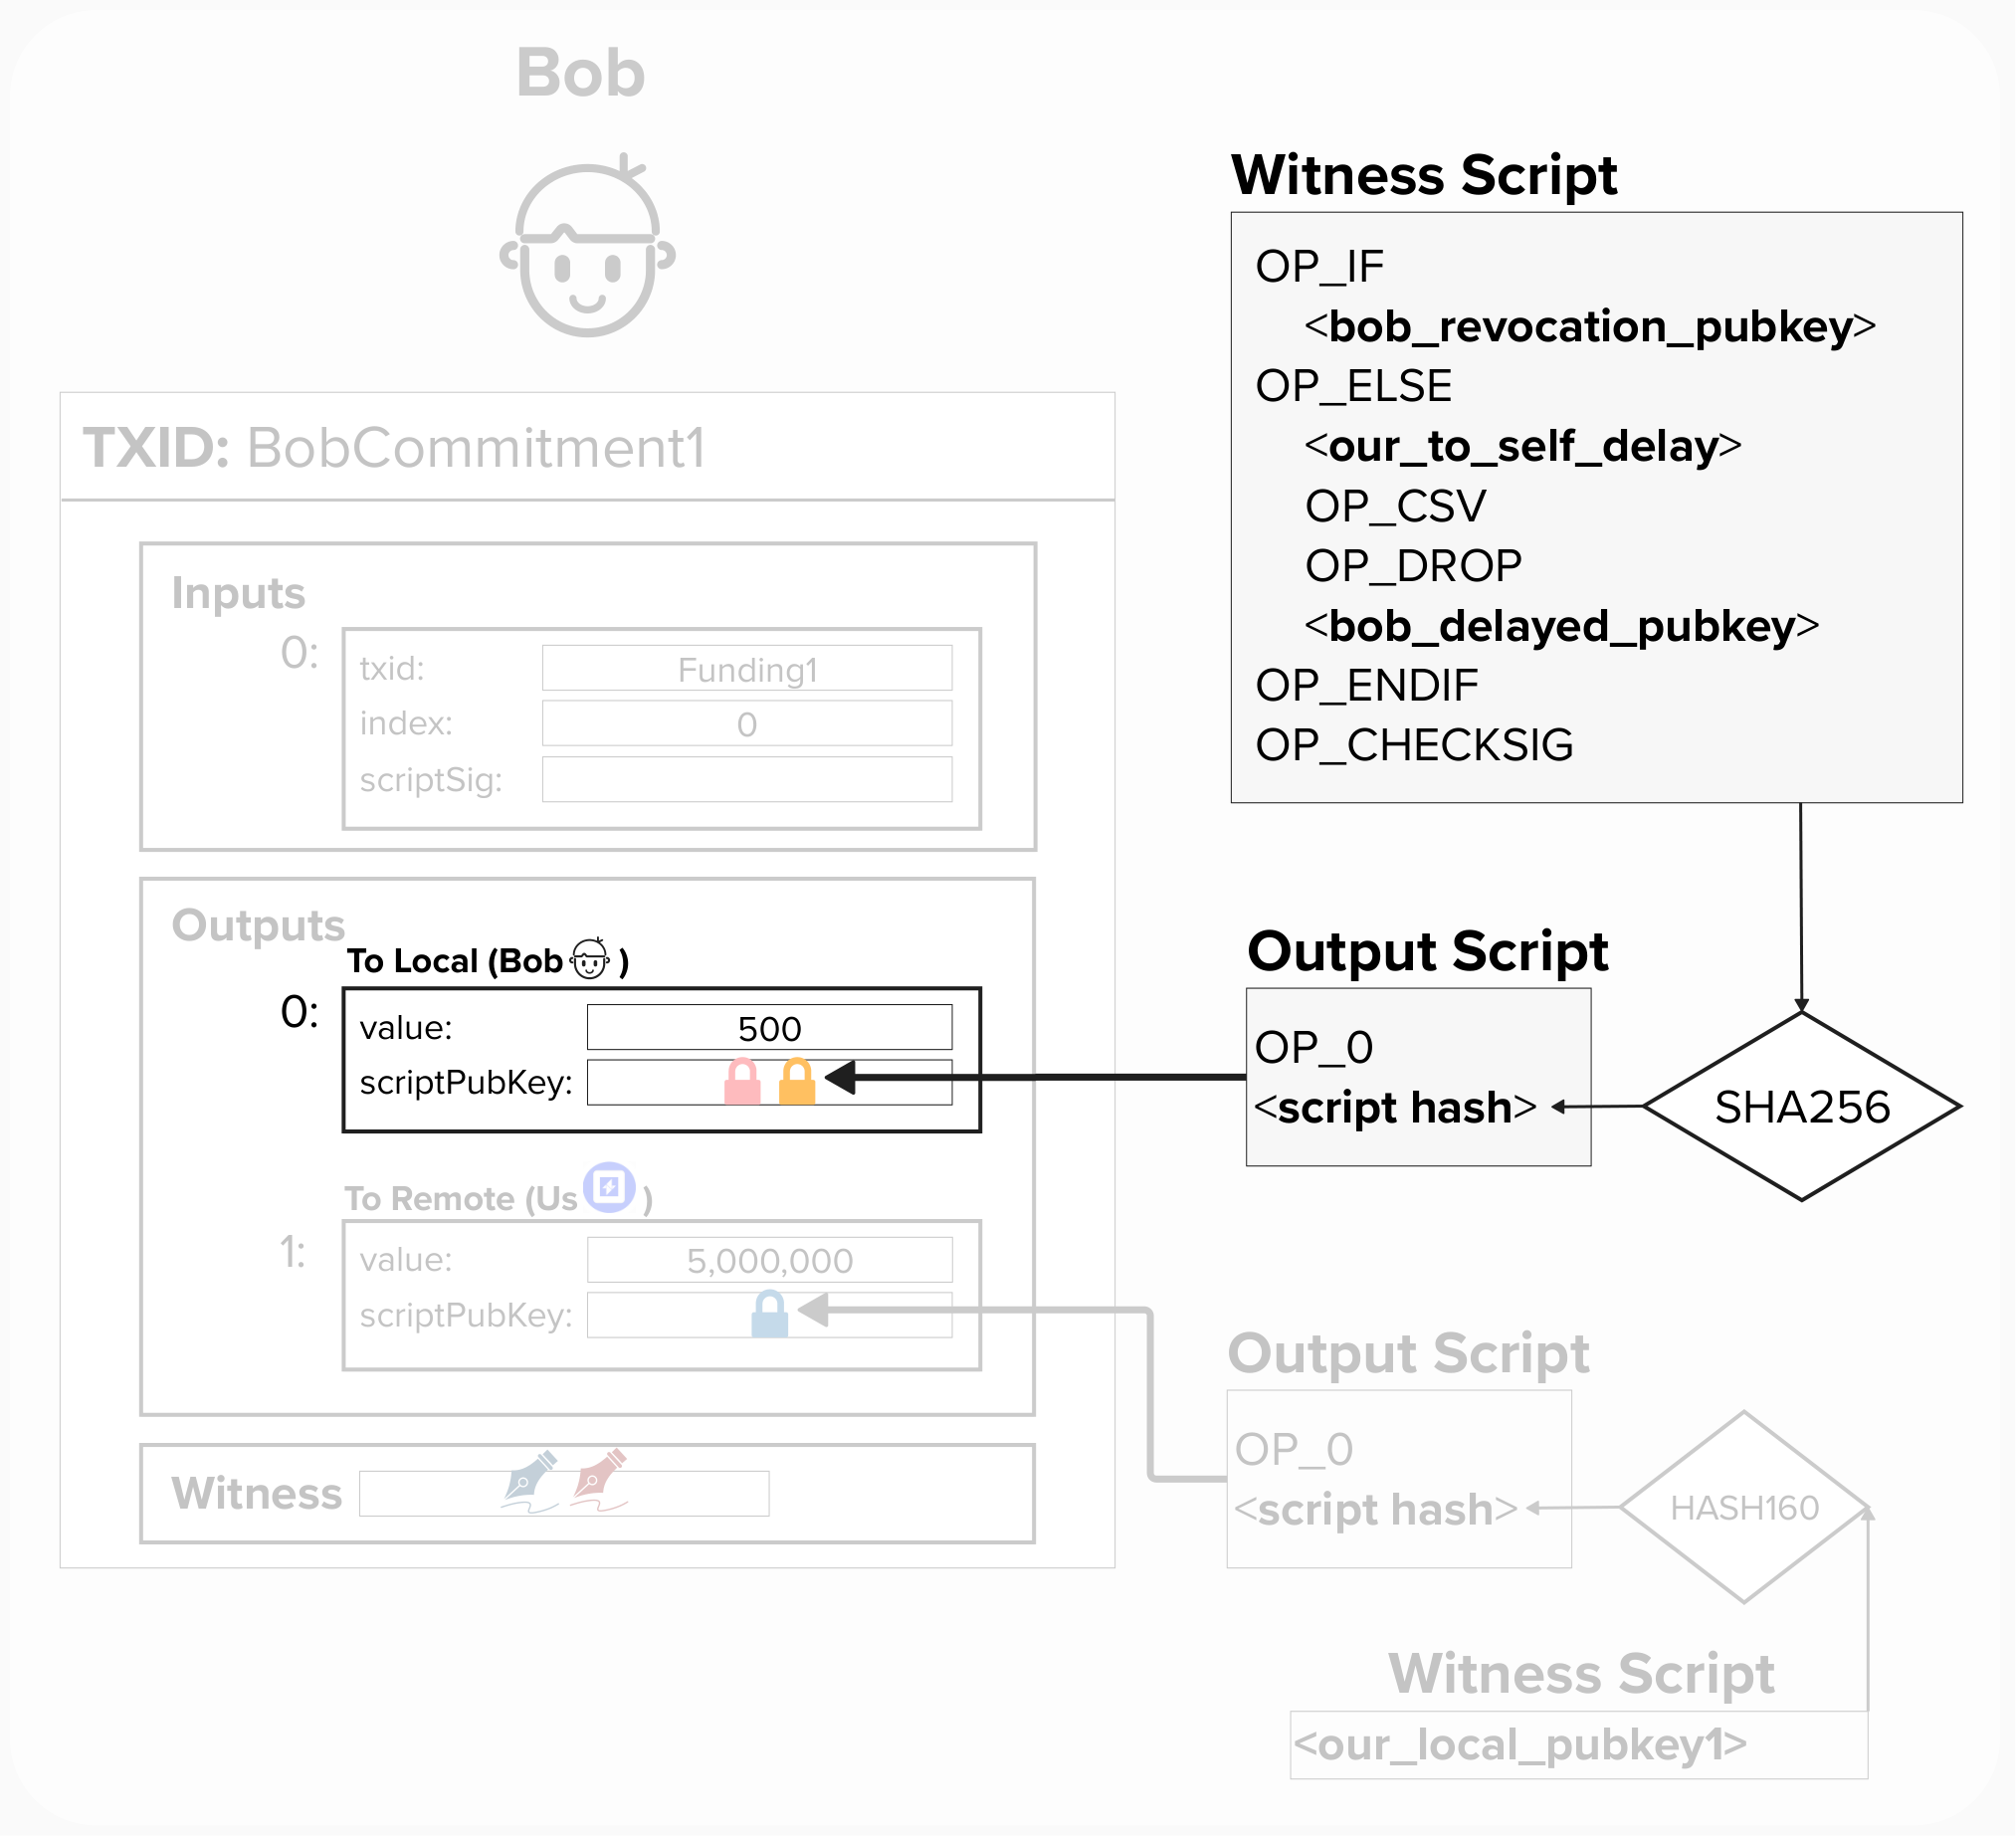 Bob
TXID: BobCommitment1
Inputs
0:
txid: Funding1
index: 0
scriptSig:
Outputs
To Local (Bob )
0:
value: 500
scriptPubKey:
To Remote (Us )
1:
value: 5,000,000
scriptPubKey:
Witness
Witness Script
OP_IF
<bob_revocation_pubkey>
OP_ELSE
<our_to_self_delay>
OP_CSV
OP_DROP
<bob_delayed_pubkey>
OP_ENDIF
OP_CHECKSIG
Output Script
OP_0
<script hash>
SHA256
Output Script
OP_0
<script hash>
HASH160
Witness Script
<our_local_pubkey1>